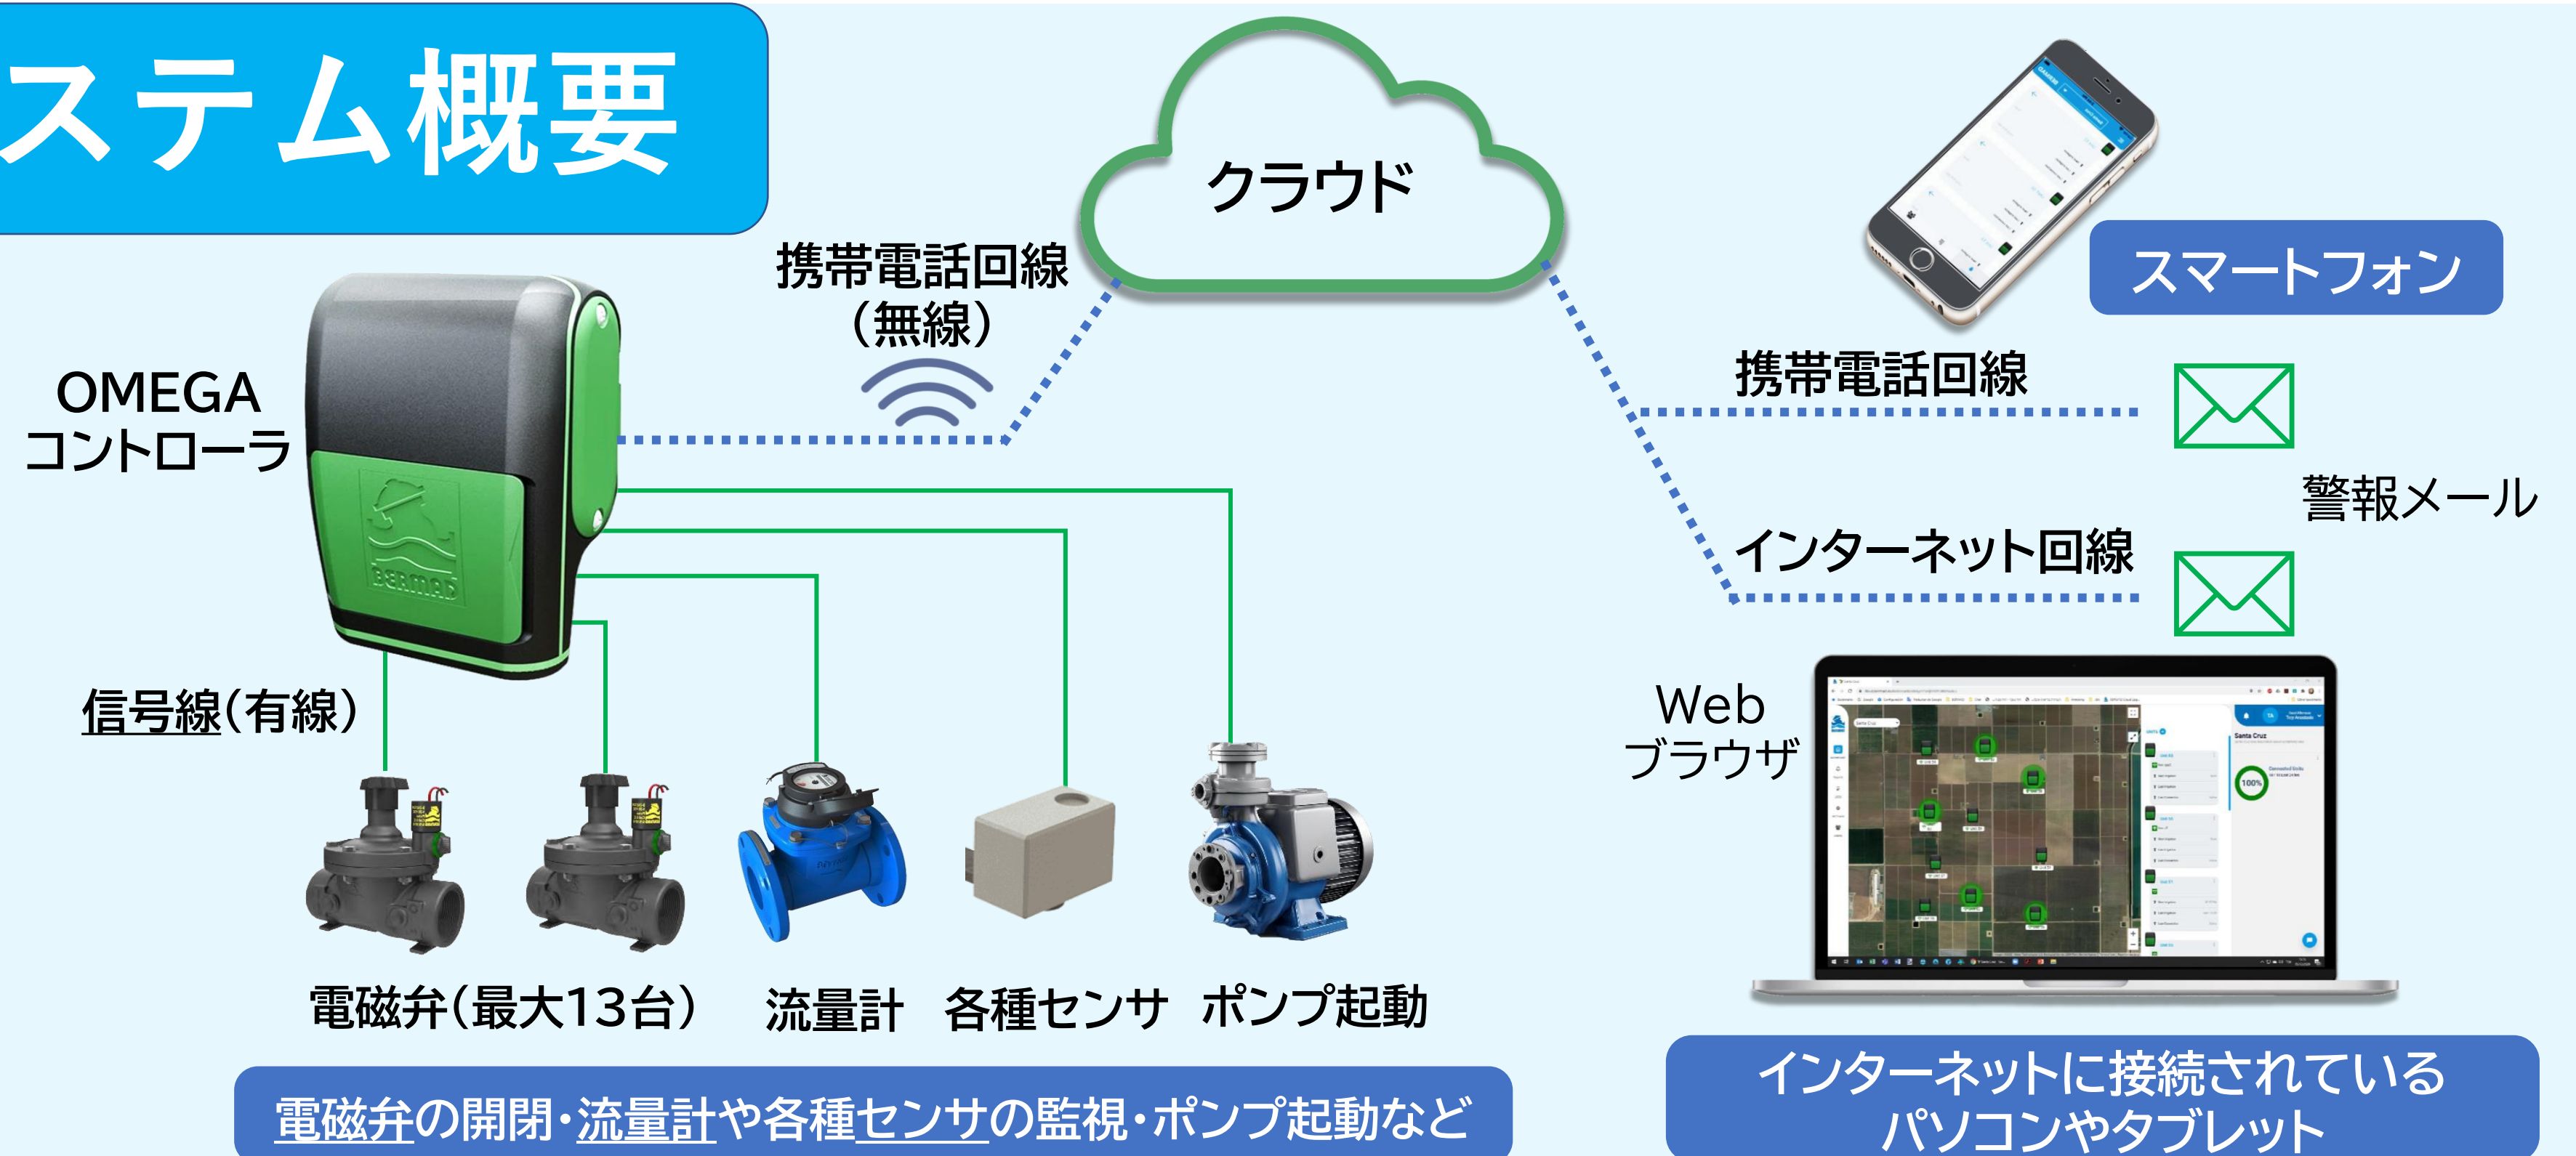 ステム概要
クラウド
携帯電話回線
（無線）
スマートフォン
OMEGA
コントローラ
BERMAD
携帯電話回線
警報メール
インターネット回線
信号線(有線)
Web
ブラウザ
Santa Cruz
Santa Cruz
100%
電磁弁(最大13台)
流量計
各種センサ
ポンプ起動
電磁弁の開閉・流量計や各種センサの監視・ポンプ起動など
インターネットに接続されている
パソコンやタブレット